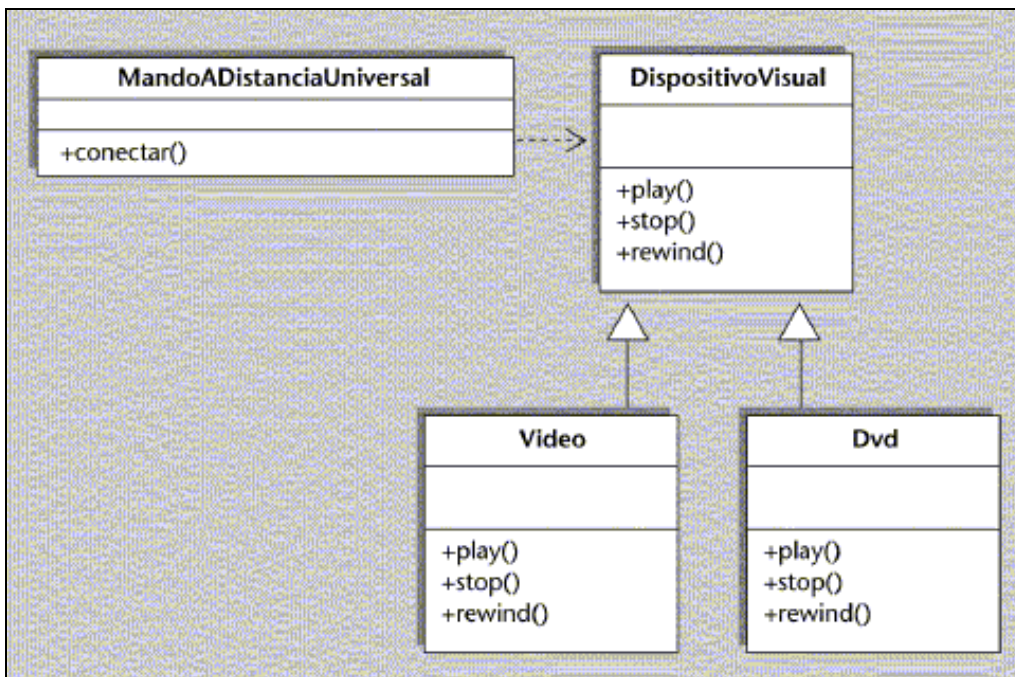 MandoADistanciaUniversal
+conectar()
DispositivoVisual
+play()
+stop()
+rewind()
Video
+play()
+stop()
+rewind()
Dvd
+play()
+stop()
+rewind()